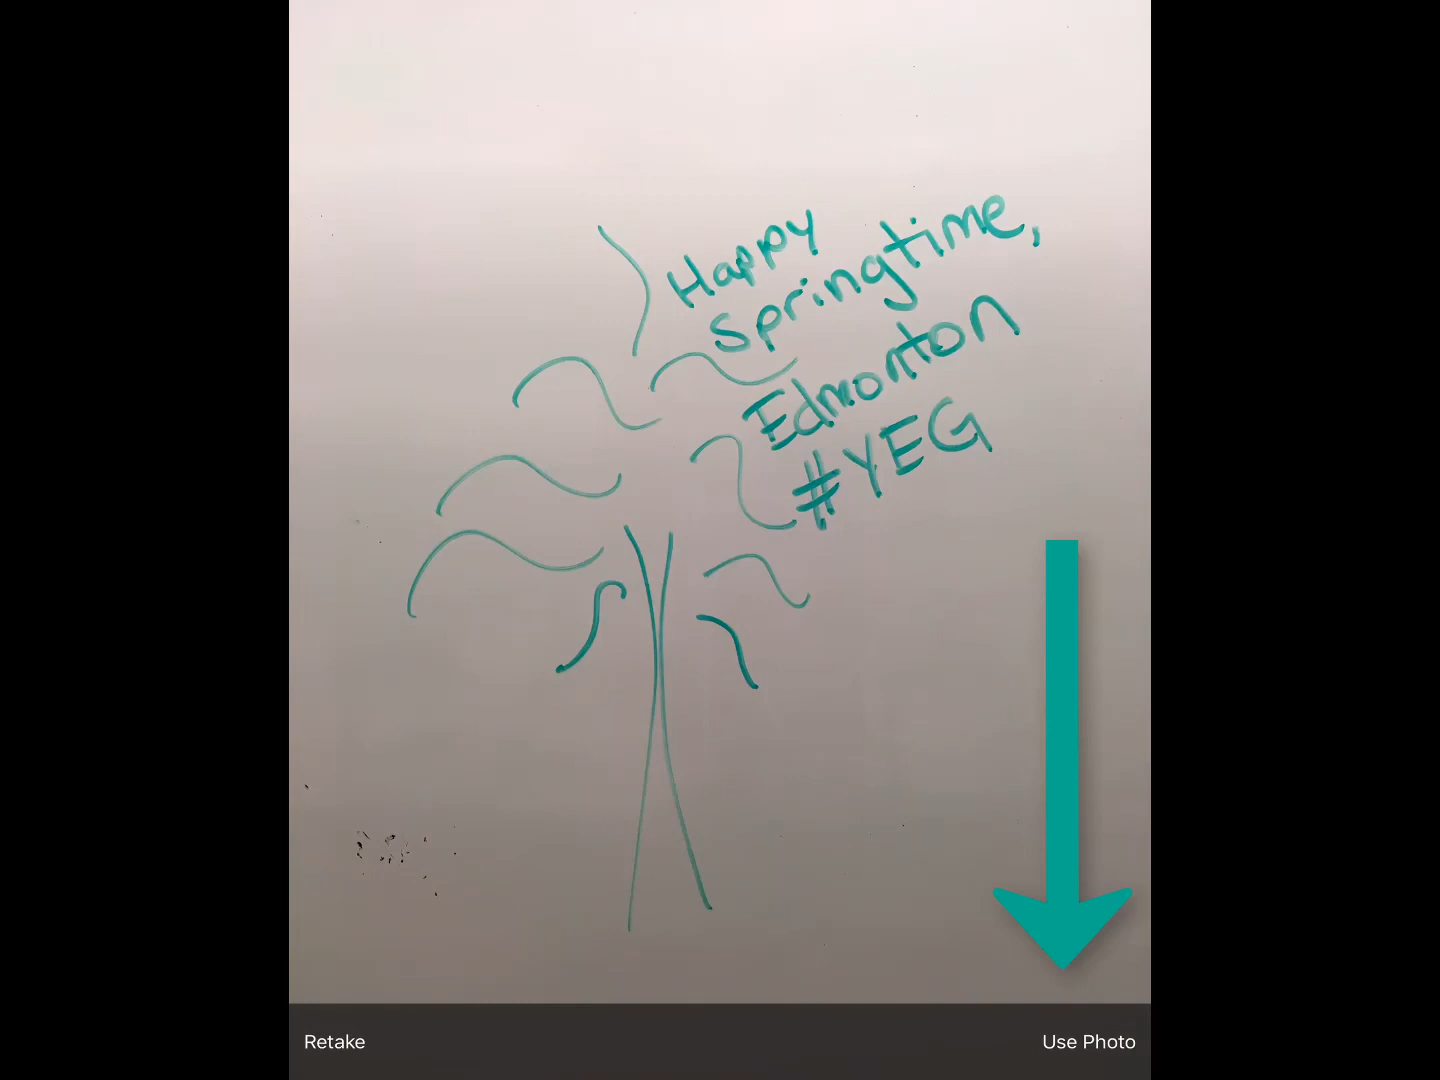 Happy
Springtime,
Edmonton
#YEG
Retake
Use Photo